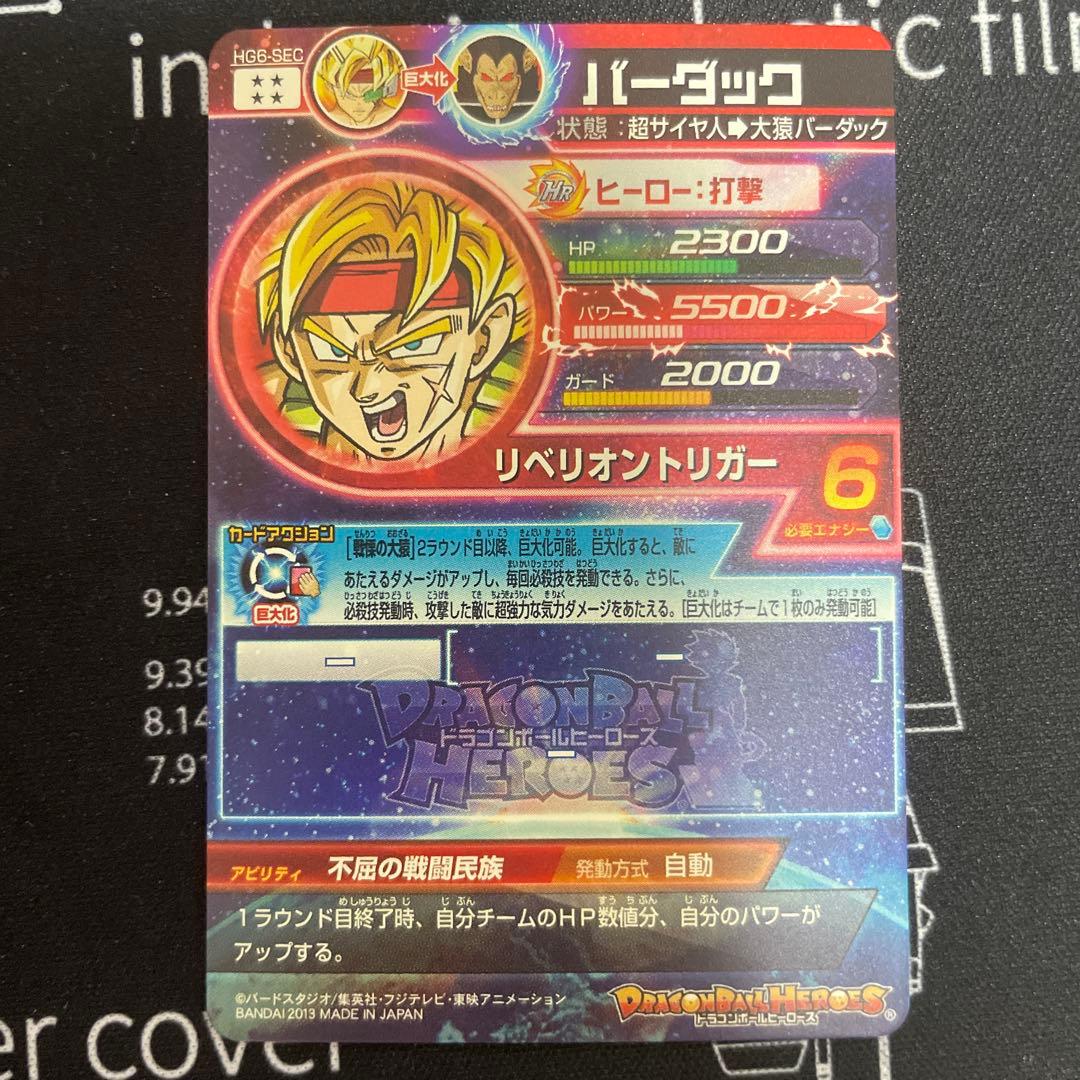 HG6-SEC
★★
★★
巨大化
バーダック
状態：超サイヤ人➡大猿バーダック
HR
ヒーロー：打撃
HP 2300
パワー 5500
ガード 2000
リベリオントリガー
6
必要エナジー
カードアクション
巨大化
[戦慄の大猿]2ラウンド目以降、巨大化可能。巨大化すると、敵に
あたえるダメージがアップし、毎回必殺技を発動できる。さらに、
必殺技発動時、攻撃した敵に超強力な気力ダメージをあたえる。[巨大化はチームで1枚のみ発動可能]
ー
[ ー ]
DRAGONBALL
ドラゴンボールヒーローズ
HEROES
ー
アビリティ 不屈の戦闘民族 発動方式 自動
1ラウンド目終了時、自分チームのHP数値分、自分のパワーが
アップする。
©バードスタジオ/集英社・フジテレビ・東映アニメーション
BANDAI 2013 MADE IN JAPAN
DRAGONBALL HEROES
ドラゴンボールヒーローズ
®
9.94
9.39
8.14
7.97
er cover